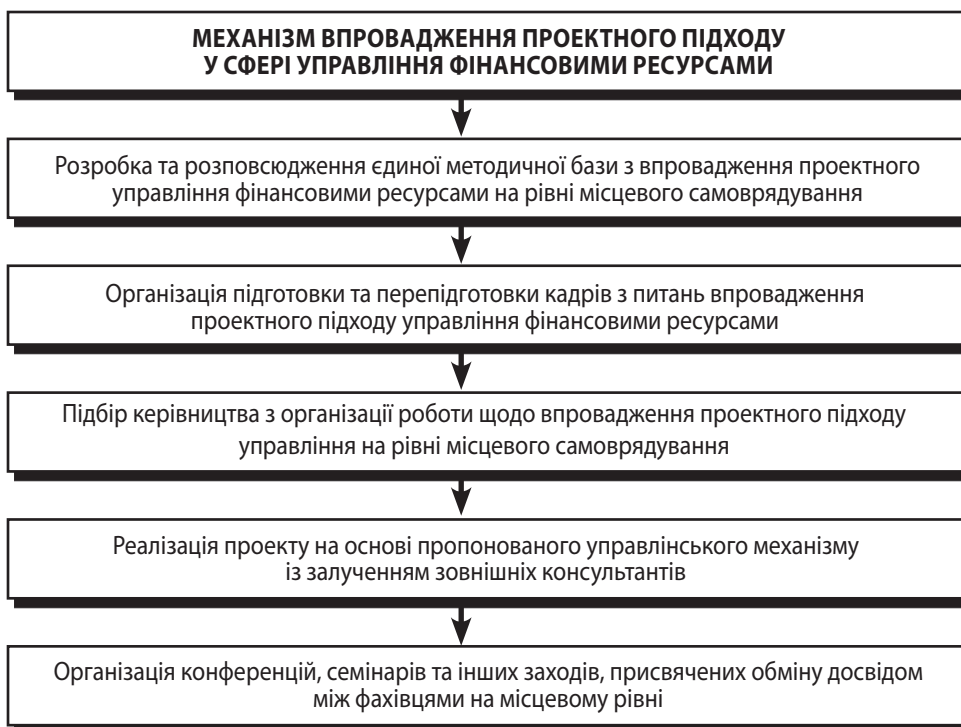 МЕХАНІЗМ ВПРОВАДЖЕННЯ ПРОЕКТНОГО ПІДХОДУ
У СФЕРІ УПРАВЛІННЯ ФІНАНСОВИМИ РЕСУРСАМИ
Розробка та розповсюдження єдиної методичної бази з впровадження проектного
управління фінансовими ресурсами на рівні місцевого самоврядування
Організація підготовки та перепідготовки кадрів з питань впровадження
проектного підходу управління фінансовими ресурсами
Підбір керівництва з організації роботи щодо впровадження проектного підходу
управління на рівні місцевого самоврядування
Реалізація проекту на основі пропонованого управлінського механізму
із залученням зовнішніх консультантів
Організація конференцій, семінарів та інших заходів, присвячених обміну досвідом
між фахівцями на місцевому рівні